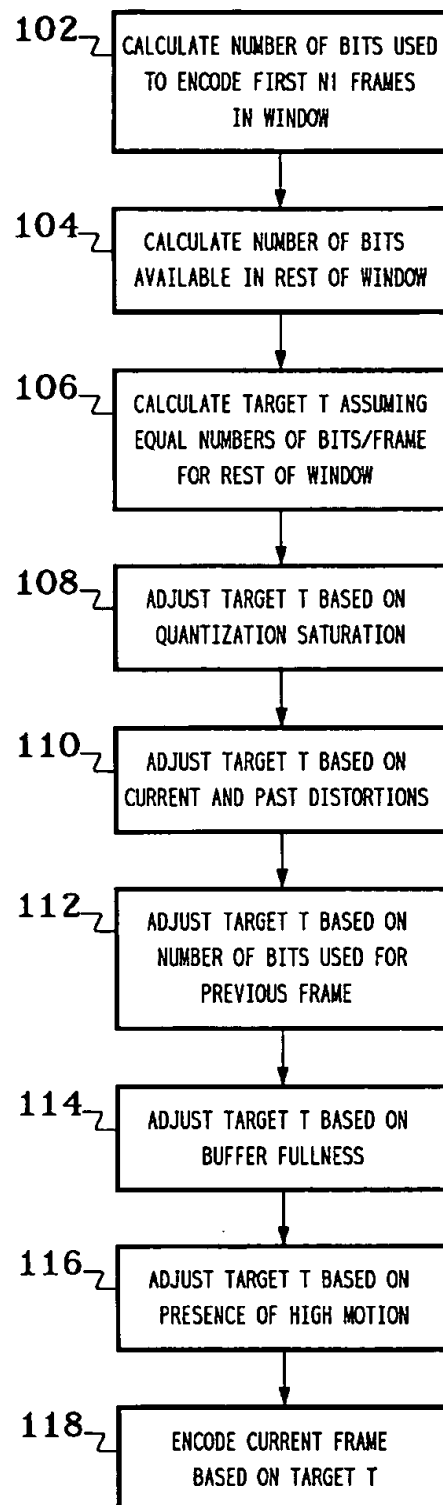 102
CALCULATE NUMBER OF BITS USED
TO ENCODE FIRST N1 FRAMES
IN WINDOW
104
CALCULATE NUMBER OF BITS
AVAILABLE IN REST OF WINDOW
106
CALCULATE TARGET T ASSUMING
EQUAL NUMBERS OF BITS/FRAME
FOR REST OF WINDOW
108
ADJUST TARGET T BASED ON
QUANTIZATION SATURATION
110
ADJUST TARGET T BASED ON
CURRENT AND PAST DISTORTIONS
112
ADJUST TARGET T BASED ON
NUMBER OF BITS USED FOR
PREVIOUS FRAME
114
ADJUST TARGET T BASED ON
BUFFER FULLNESS
116
ADJUST TARGET T BASED ON
PRESENCE OF HIGH MOTION
118
ENCODE CURRENT FRAME
BASED ON TARGET T